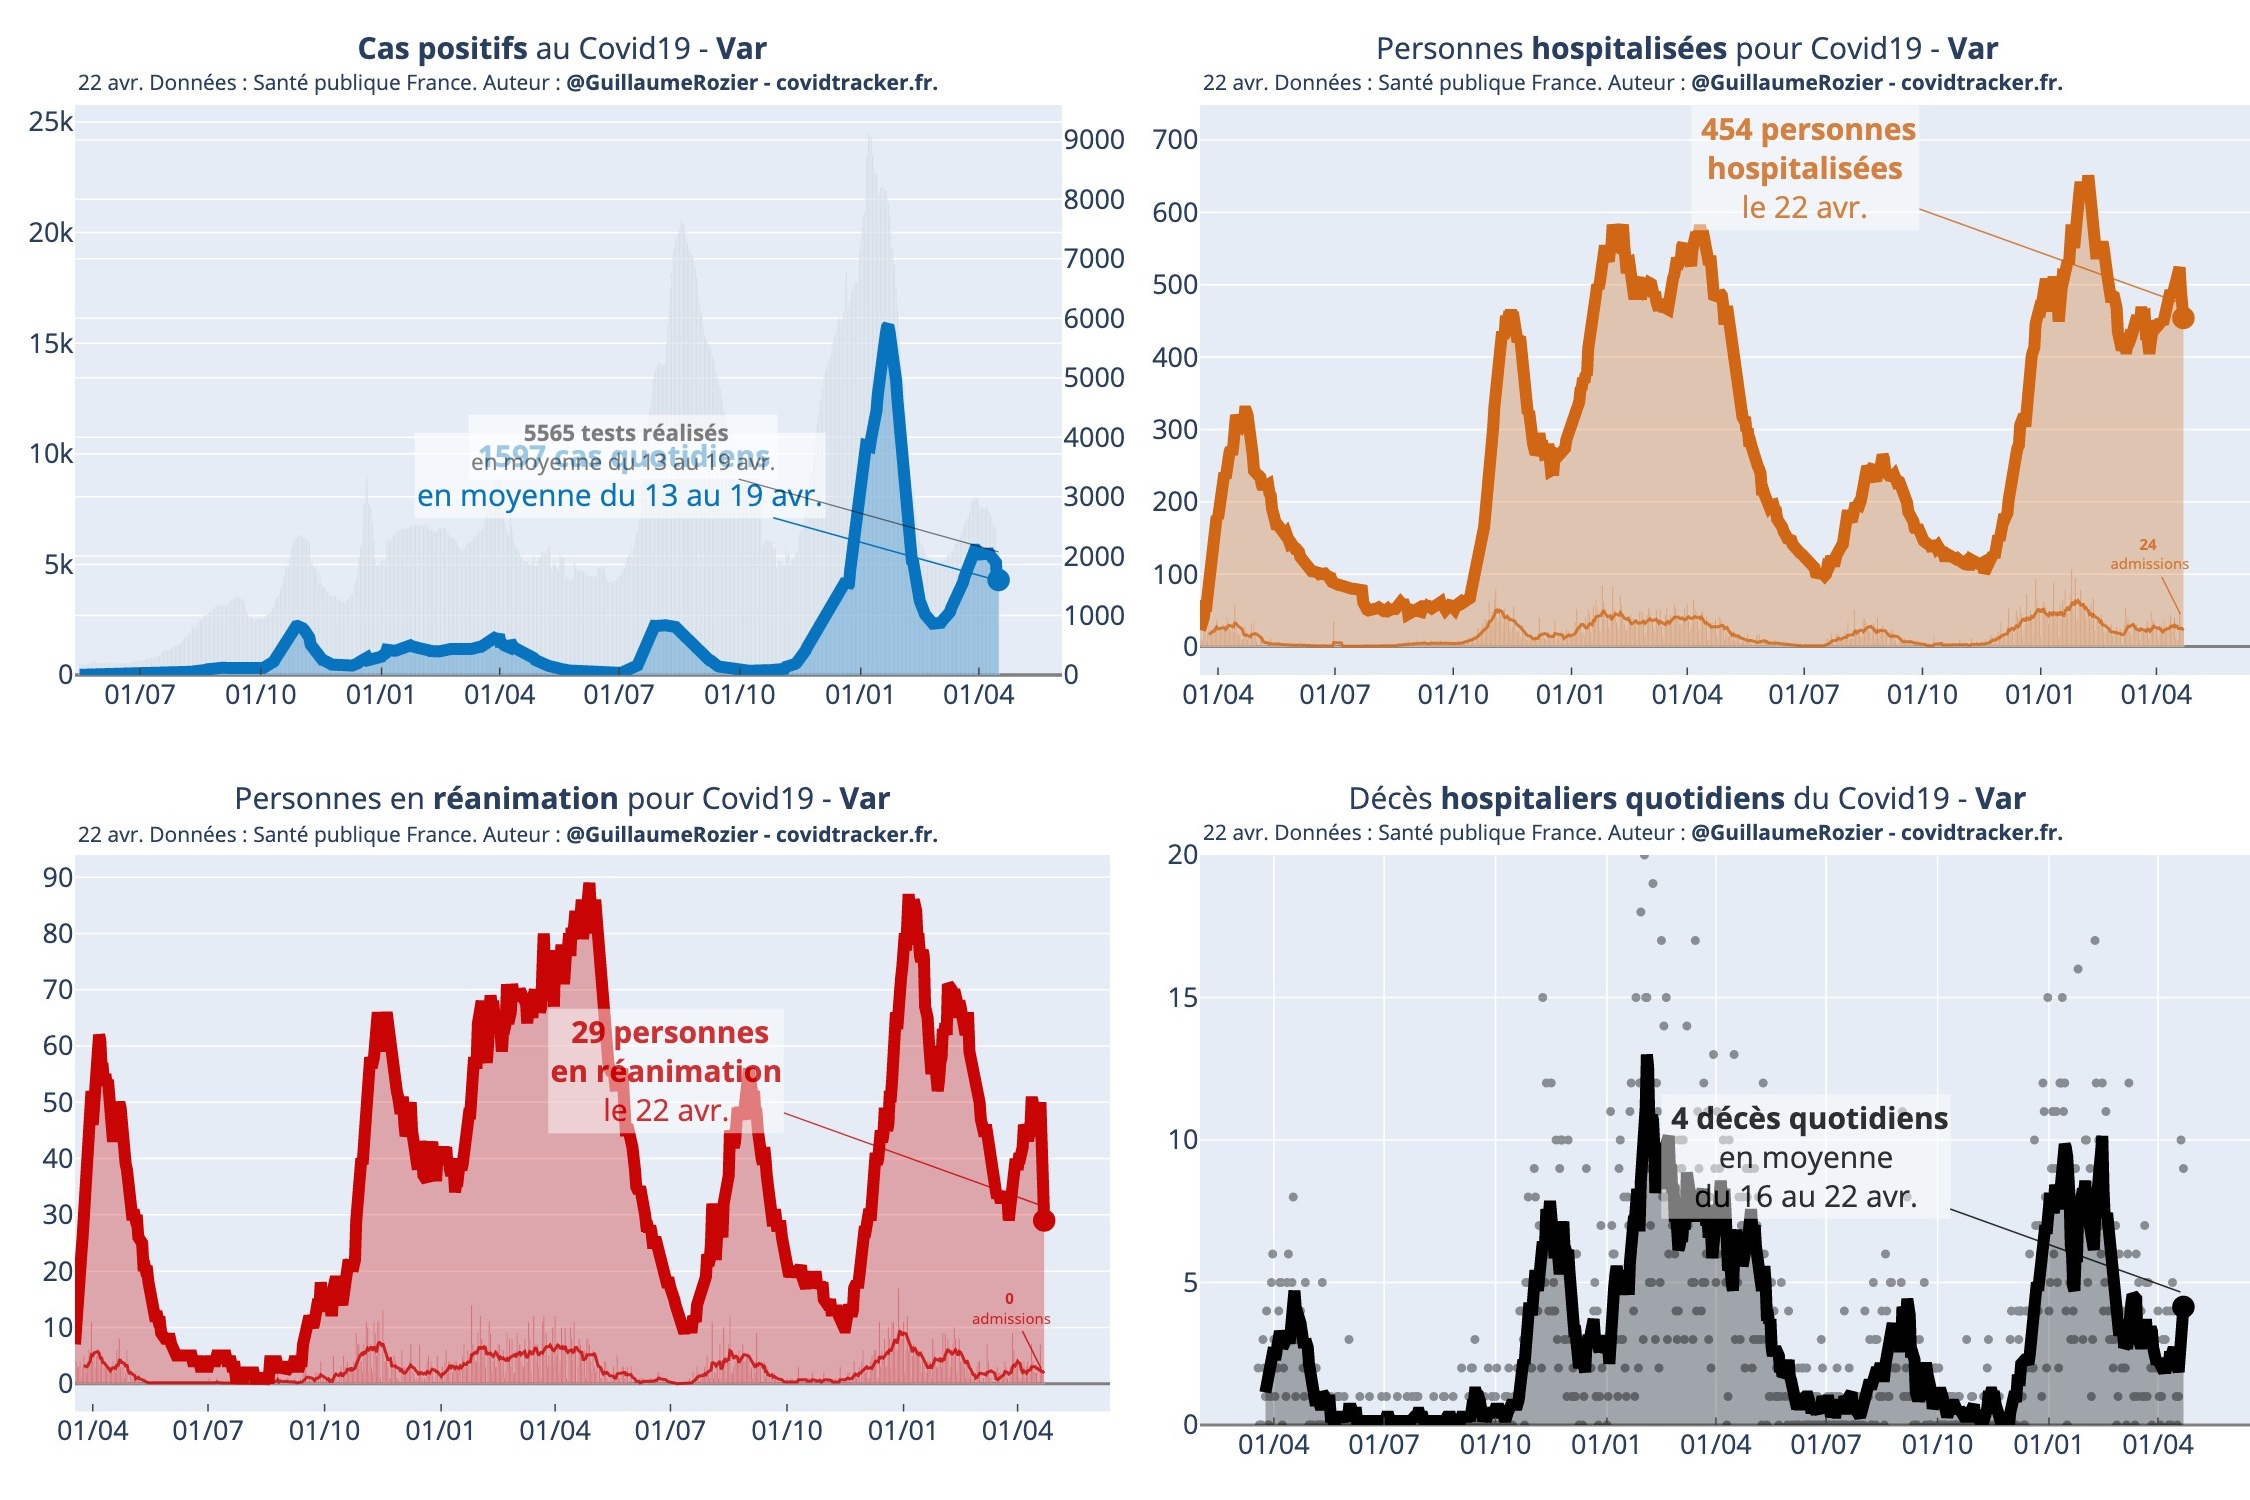 Cas positifs au Covid19 - Var
22 avr. Données : Santé publique France. Auteur : @GuillaumeRozier - covidtracker.fr.
25k
20k
15k
10k
5k
0
9000
8000
7000
6000
5000
4000
3000
2000
1000
0
5565 tests réalisés
en moyenne du 13 au 19 avr.
1597 cas quotidiens
en moyenne du 13 au 19 avr.
01/07 01/10 01/01 01/04 01/07 01/10 01/01 01/04
Personnes hospitalisées pour Covid19 - Var
22 avr. Données : Santé publique France. Auteur : @GuillaumeRozier - covidtracker.fr.
700
600
500
400
300
200
100
0
454 personnes
hospitalisées
le 22 avr.
24
admissions
01/04 01/07 01/10 01/01 01/04 01/07 01/10 01/01 01/04
Personnes en réanimation pour Covid19 - Var
22 avr. Données : Santé publique France. Auteur : @GuillaumeRozier - covidtracker.fr.
90
80
70
60
50
40
30
20
10
0
29 personnes
en réanimation
le 22 avr.
0
admissions
01/04 01/07 01/10 01/01 01/04 01/07 01/10 01/01 01/04
Décès hospitaliers quotidiens du Covid19 - Var
22 avr. Données : Santé publique France. Auteur : @GuillaumeRozier - covidtracker.fr.
20
15
10
5
0
4 décès quotidiens
en moyenne
du 16 au 22 avr.
01/04 01/07 01/10 01/01 01/04 01/07 01/10 01/01 01/04